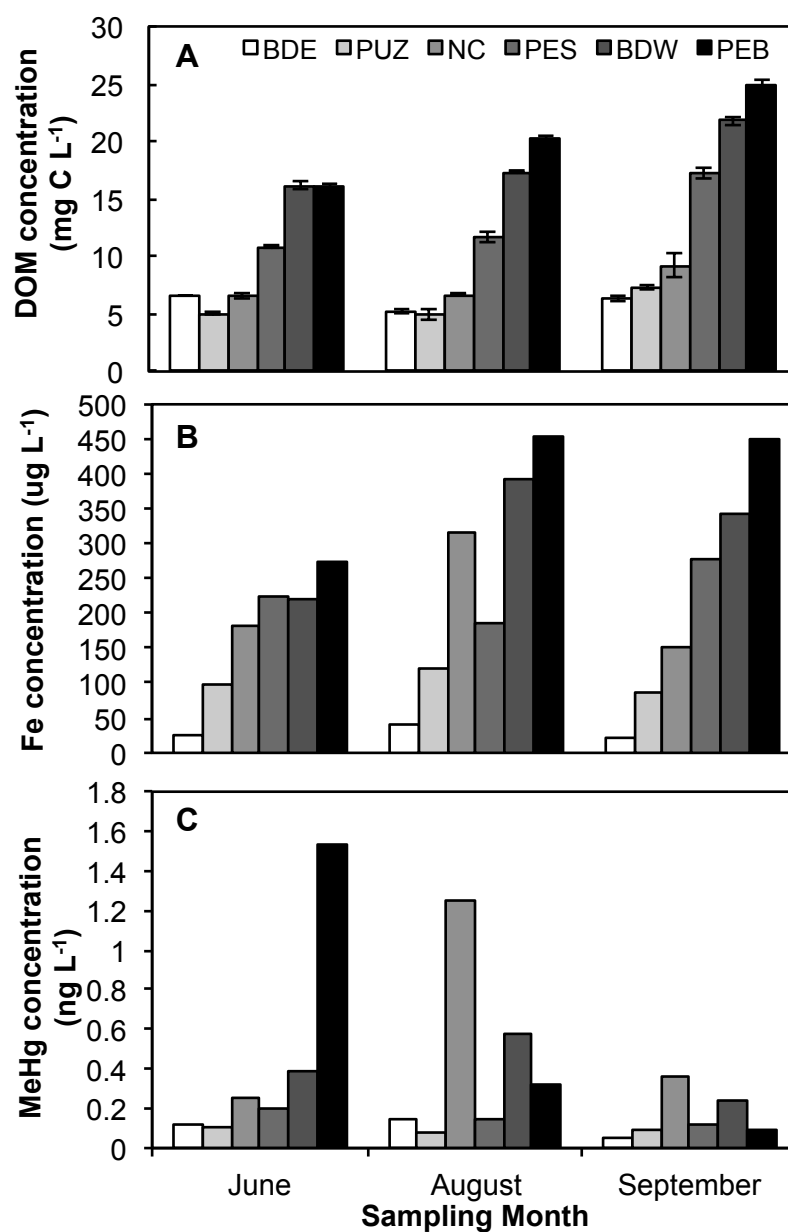 A
BDE PUZ NC PES BDW PEB
DOM concentration
(mg C L-1)
30
25
20
15
10
5
0
B
Fe concentration (ug L-1)
500
450
400
350
300
250
200
150
100
50
0
C
MeHg concentration
(ng L-1)
1.8
1.6
1.4
1.2
1
0.8
0.6
0.4
0.2
0
June August September
Sampling Month